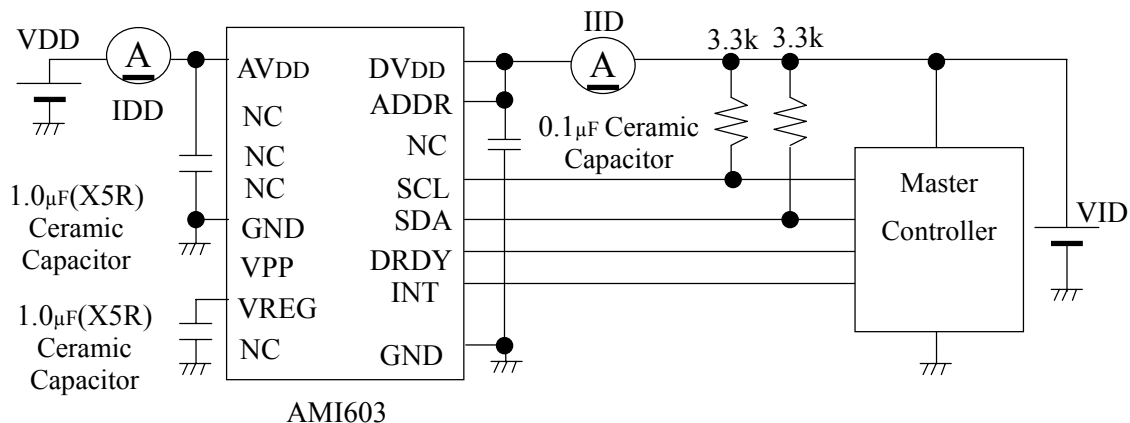 IID
VDD
A
IDD
A
3.3k
3.3k
AVDD
NC
NC
NC
GND
VPP
VREG
NC
DVDD
ADDR
NC
SCL
SDA
DRDY
INT
GND
0.1µF Ceramic
Capacitor
1.0µF(X5R)
Ceramic
Capacitor
1.0µF(X5R)
Ceramic
Capacitor
Master
Controller
VID
AMI603